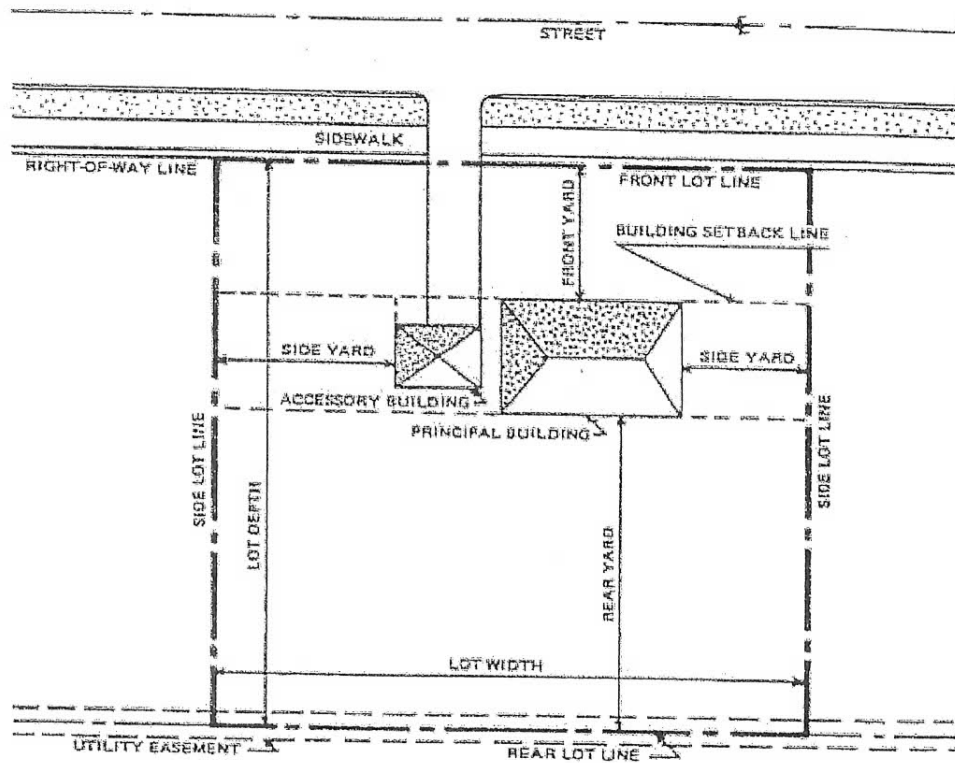 STREET
SIDEWALK
RIGHT-OF-WAY LINE
FRONT LOT LINE
FRONT YARD
BUILDING SETBACK LINE
SIDE YARD
SIDE YARD
ACCESSORY BUILDING
PRINCIPAL BUILDING
SIDE LOT LINE
LOT DEPTH
REAR YARD
SIDE LOT LINE
LOT WIDTH
UTILITY EASEMENT
REAR LOT LINE